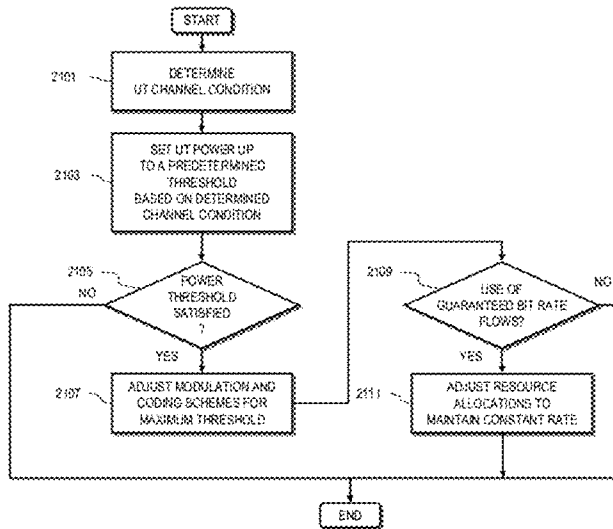 START
2101
DETERMINE
UT CHANNEL CONDITION
2103
SET UT POWER UP
TO A PREDETERMINED
THRESHOLD
BASED ON DETERMINED
CHANNEL CONDITION
2105
NO
POWER
THRESHOLD
SATISFIED
?
YES
2107
ADJUST MODULATION AND
CODING SCHEMES FOR
MAXIMUM THRESHOLD
2109
NO
USE OF
GUARANTEED BIT RATE
FLOWS?
YES
2111
ADJUST RESOURCE
ALLOCATIONS TO
MAINTAIN CONSTANT RATE
END